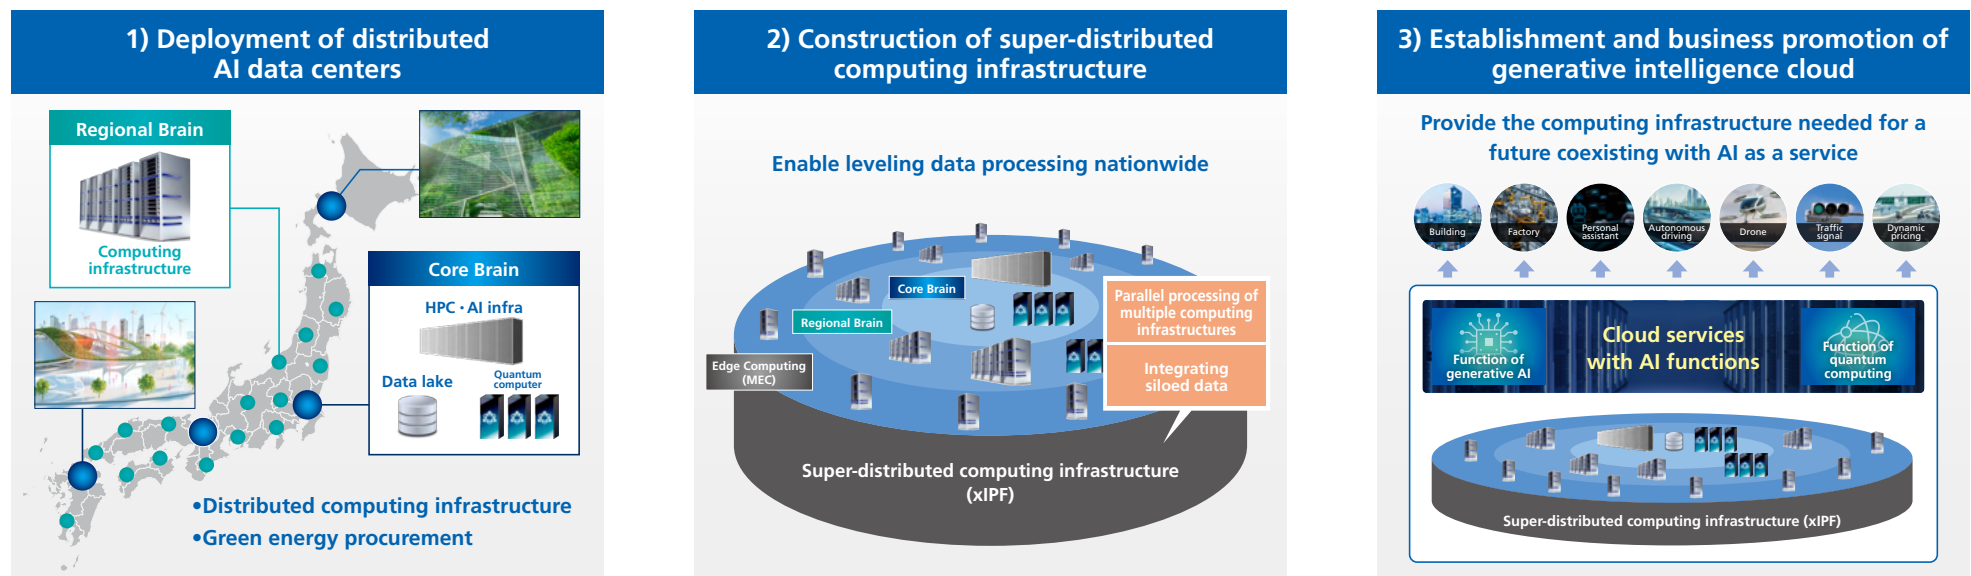 1) Deployment of distributed
AI data centers
Regional Brain
Computing
infrastructure
Core Brain
HPC・AI infra
Data lake
Quantum
computer
•Distributed computing infrastructure
•Green energy procurement
2) Construction of super-distributed
computing infrastructure
Enable leveling data processing nationwide
Core Brain
Regional Brain
Edge Computing
(MEC)
Parallel processing of
multiple computing
infrastructures
Integrating
siloed data
Super-distributed computing infrastructure
(xIPF)
3) Establishment and business promotion of
generative intelligence cloud
Provide the computing infrastructure needed for a
future coexisting with AI as a service
Building
Factory
Personal
assistant
Autonomous
driving
Drone
Traffic
signal
Dynamic
pricing
Function of
generative AI
Cloud services
with AI functions
Function of
quantum
computing
Super-distributed computing infrastructure (xIPF)